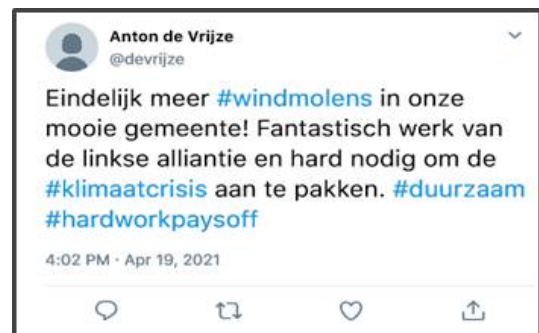 Anton de Vrijze
@devrijze
Eindelijk meer #windmolens in onze
mooie gemeente! Fantastisch werk van
de linkse alliantie en hard nodig om de
#klimaatcrisis aan te pakken. #duurzaam
#hardworkpaysoff
4:02 PM · Apr 19, 2021